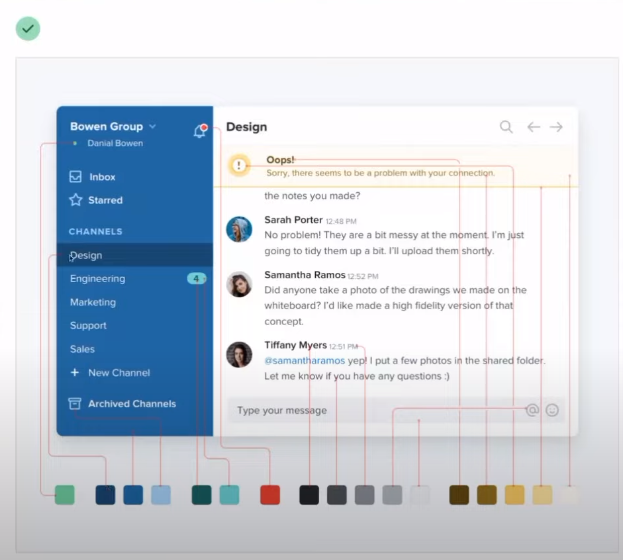 Bowen Group
Danial Bowen
Inbox
Starred
CHANNELS
Design
Engineering 4
Marketing
Support
Sales
+ New Channel
Archived Channels
Design
Oops!
Sorry, there seems to be a problem with your connection.
the notes you made?
Sarah Porter 12:48 PM
No problem! They are a bit messy at the moment. I'm just
going to tidy them up a bit. I'll upload them shortly.
Samantha Ramos 12:52 PM
Did anyone take a photo of the drawings we made on the
whiteboard? I'd like made a high fidelity version of that
concept.
Tiffany Myers 12:51 PM
@samantharamos yep! I put a few photos in the shared folder.
Let me know if you have any questions :)
Type your message @